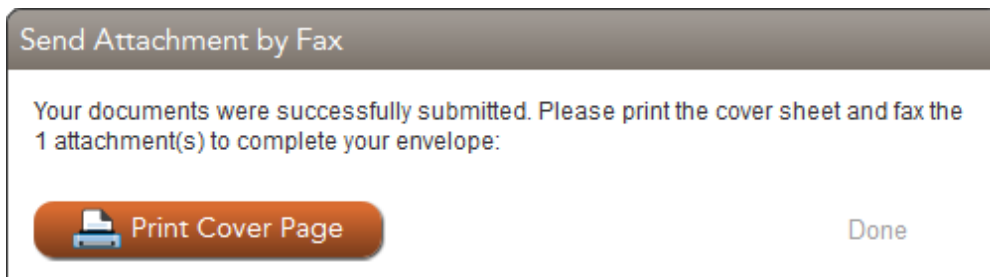 Send Attachment by Fax
Your documents were successfully submitted. Please print the cover sheet and fax the
1 attachment(s) to complete your envelope:
Print Cover Page
Done